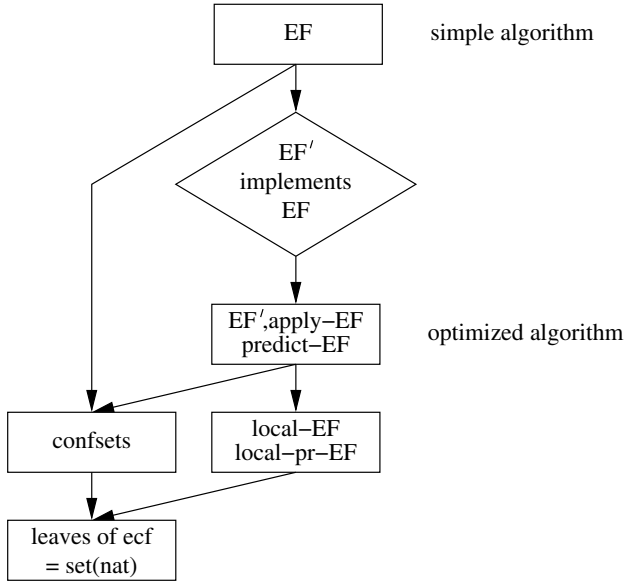 EF
simple algorithm
EF′
implements
EF
EF′,apply−EF
predict−EF
optimized algorithm
confsets
local−EF
local−pr−EF
leaves of ecf
= set(nat)